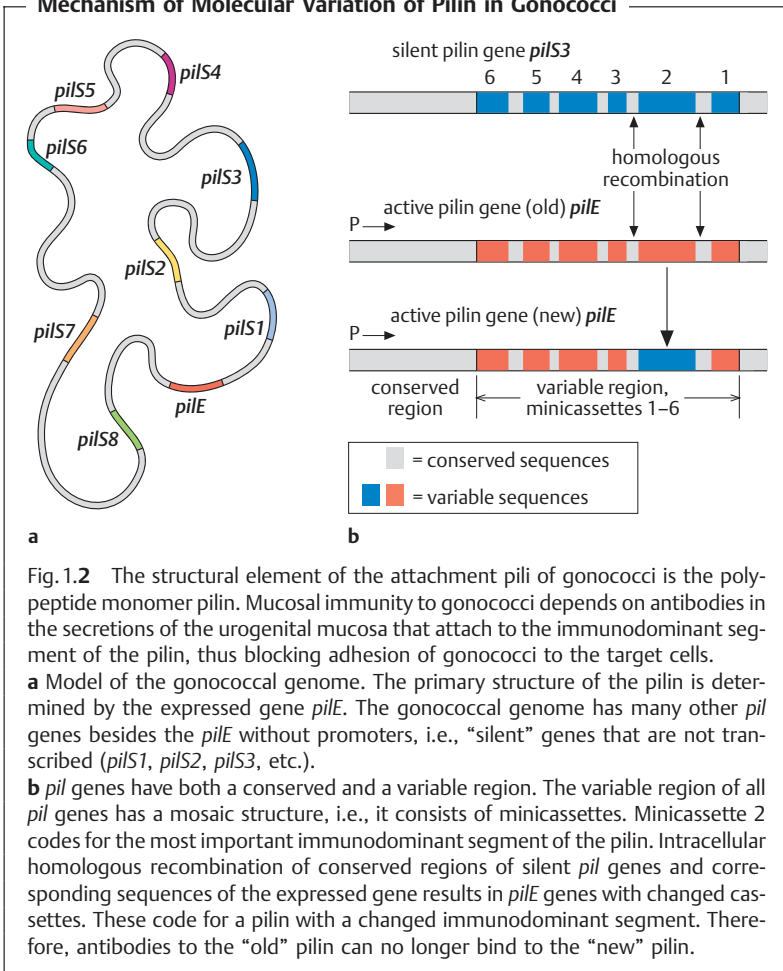 Mechanism of Molecular Variation of Pilin in Gonococci
pilS4
pilS5
pilS6
pilS3
pilS2
pilS1
pilS7
pilE
pilS8
a
silent pilin gene pilS3
6 5 4 3 2 1
homologous
recombination
active pilin gene (old) pilE
P
active pilin gene (new) pilE
P
conserved
region
variable region,
minicassettes 1–6
= conserved sequences
= variable sequences
b
Fig. 1.2 The structural element of the attachment pili of gonococci is the poly-
peptide monomer pilin. Mucosal immunity to gonococci depends on antibodies in
the secretions of the urogenital mucosa that attach to the immunodominant seg-
ment of the pilin, thus blocking adhesion of gonococci to the target cells.
a Model of the gonococcal genome. The primary structure of the pilin is deter-
mined by the expressed gene pilE. The gonococcal genome has many other pil
genes besides the pilE without promoters, i.e., “silent” genes that are not tran-
scribed (pilS1, pilS2, pilS3, etc.).
b pil genes have both a conserved and a variable region. The variable region of all
pil genes has a mosaic structure, i.e., it consists of minicassettes. Minicassette 2
codes for the most important immunodominant segment of the pilin. Intracellular
homologous recombination of conserved regions of silent pil genes and corre-
sponding sequences of the expressed gene results in pilE genes with changed cas-
settes. These code for a pilin with a changed immunodominant segment. There-
fore, antibodies to the “old” pilin can no longer bind to the “new” pilin.